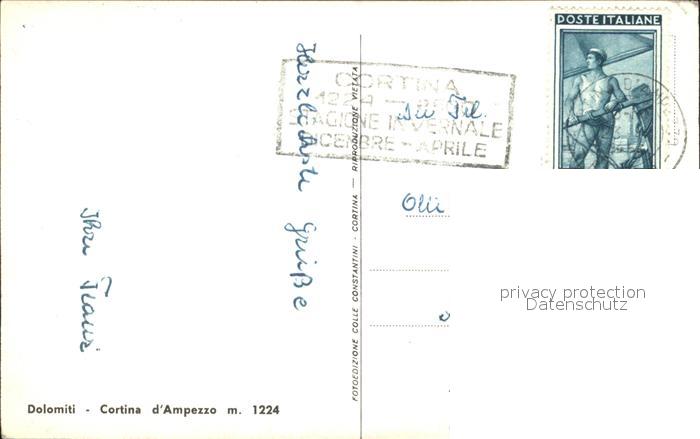 POSTE ITALIANE
CORTINA
1224
STAGIONE INVERNALE
DICEMBRE - APRILE
Herzlichste Grüße
Ihre
FOTOEDIZIONE COLLE CONSTANTINI - CORTINA — RIPRODUZIONE VIETATA
Dolomiti - Cortina d'Ampezzo m. 1224
privacy protection
Datenschutz